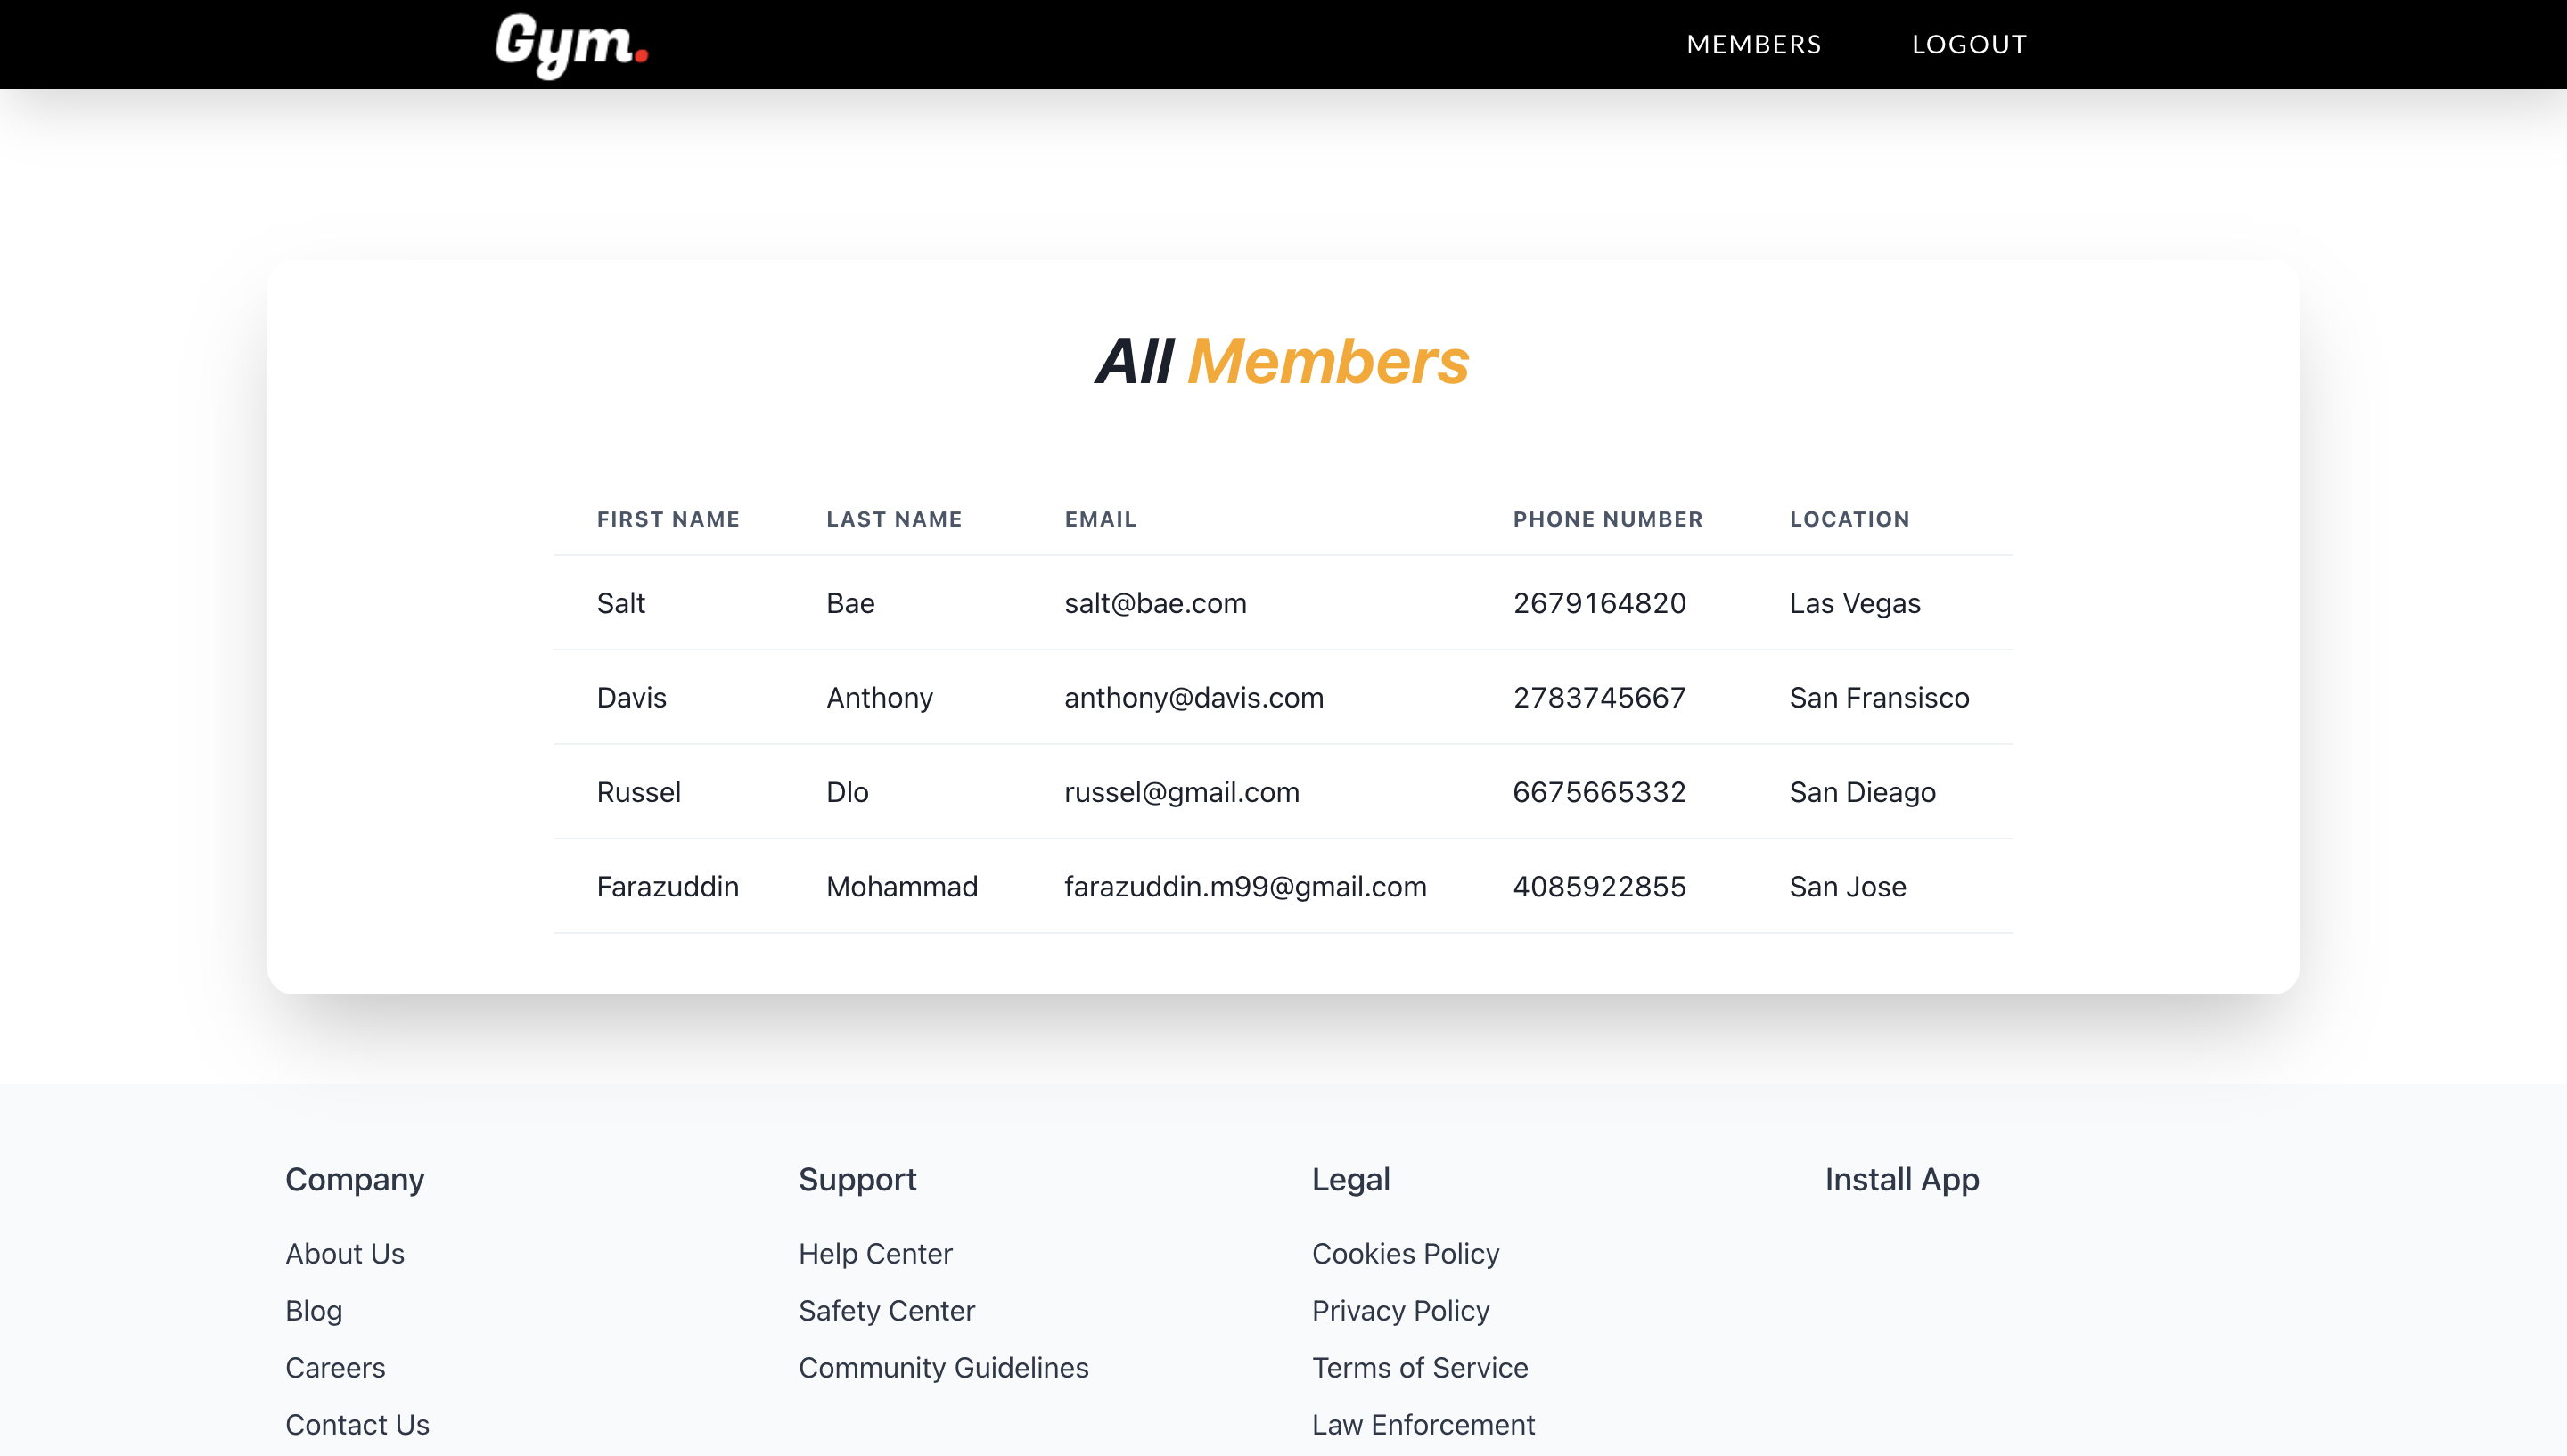 Gym.
MEMBERS LOGOUT
All Members
FIRST NAME LAST NAME EMAIL PHONE NUMBER LOCATION
Salt Bae salt@bae.com 2679164820 Las Vegas
Davis Anthony anthony@davis.com 2783745667 San Fransisco
Russel Dlo russel@gmail.com 6675665332 San Dieago
Farazuddin Mohammad farazuddin.m99@gmail.com 4085922855 San Jose
Company
About Us
Blog
Careers
Contact Us
Support
Help Center
Safety Center
Community Guidelines
Legal
Cookies Policy
Privacy Policy
Terms of Service
Law Enforcement
Install App